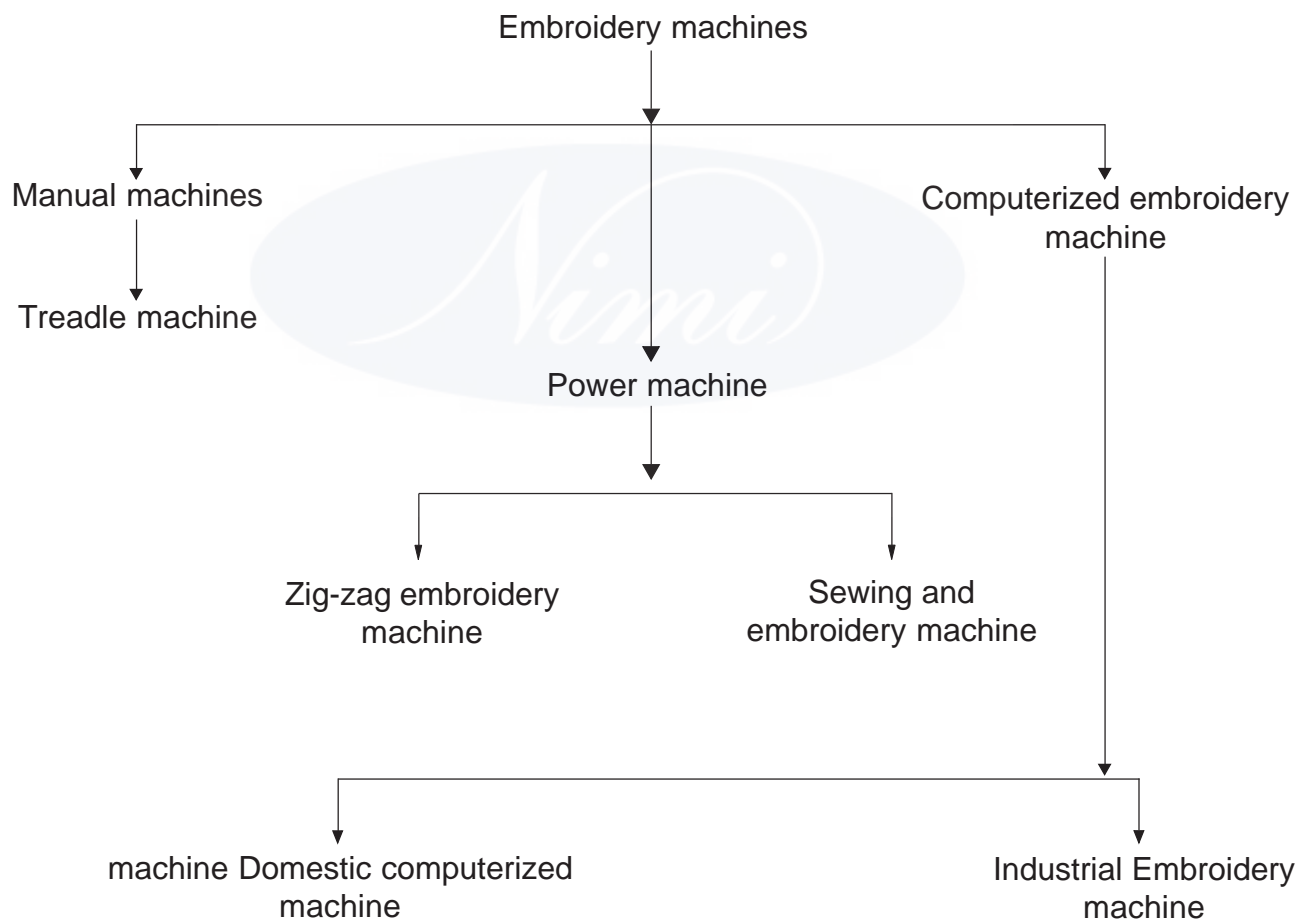 Embroidery machines
Manual machines
Computerized embroidery
machine
Treadle machine
Nimi
Power machine
Zig-zag embroidery
machine
Sewing and
embroidery machine
machine Domestic computerized
machine
Industrial Embroidery
machine